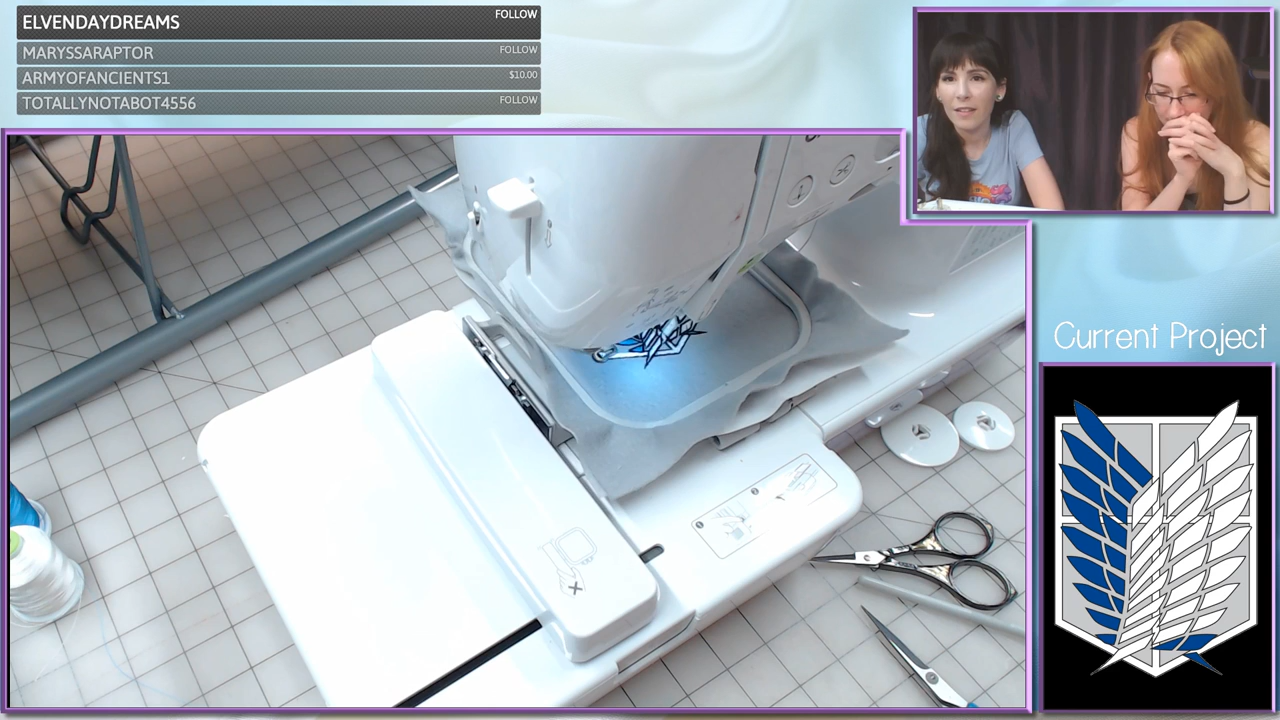 ELVENDAYDREAMS FOLLOW
MARYSSARAPTOR FOLLOW
ARMYOFANCIENTS1 $10.00
TOTALLYNOTABOT4556 FOLLOW
Current Project